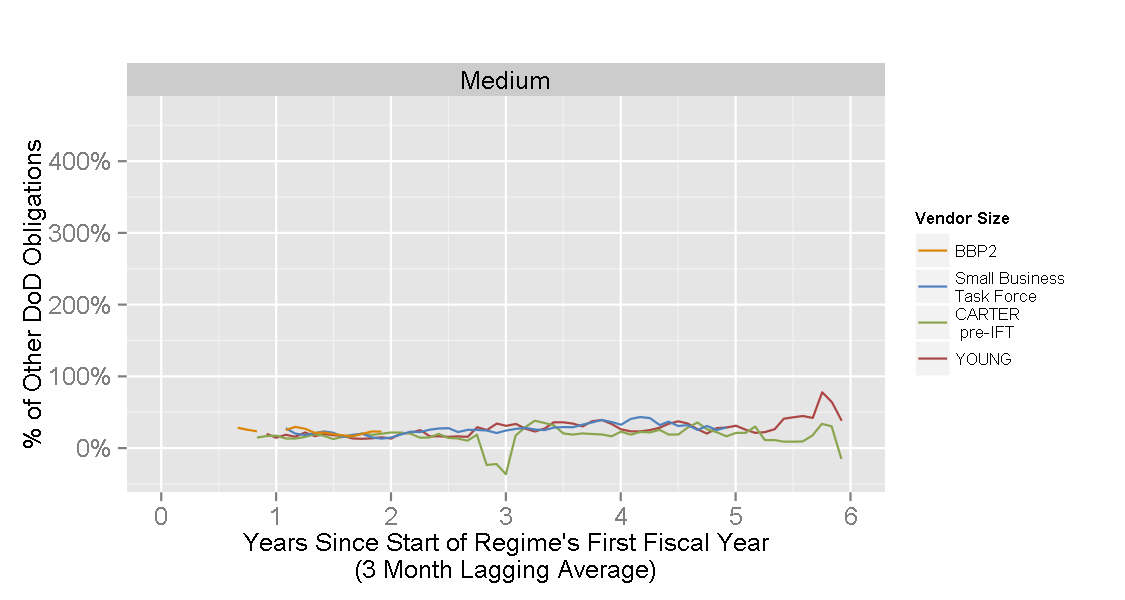 Medium
% of Other DoD Obligations
400%
300%
200%
100%
0%
0 1 2 3 4 5 6
Years Since Start of Regime's First Fiscal Year
(3 Month Lagging Average)
Vendor Size
BBP2
Small Business
Task Force
CARTER
pre-IFT
YOUNG